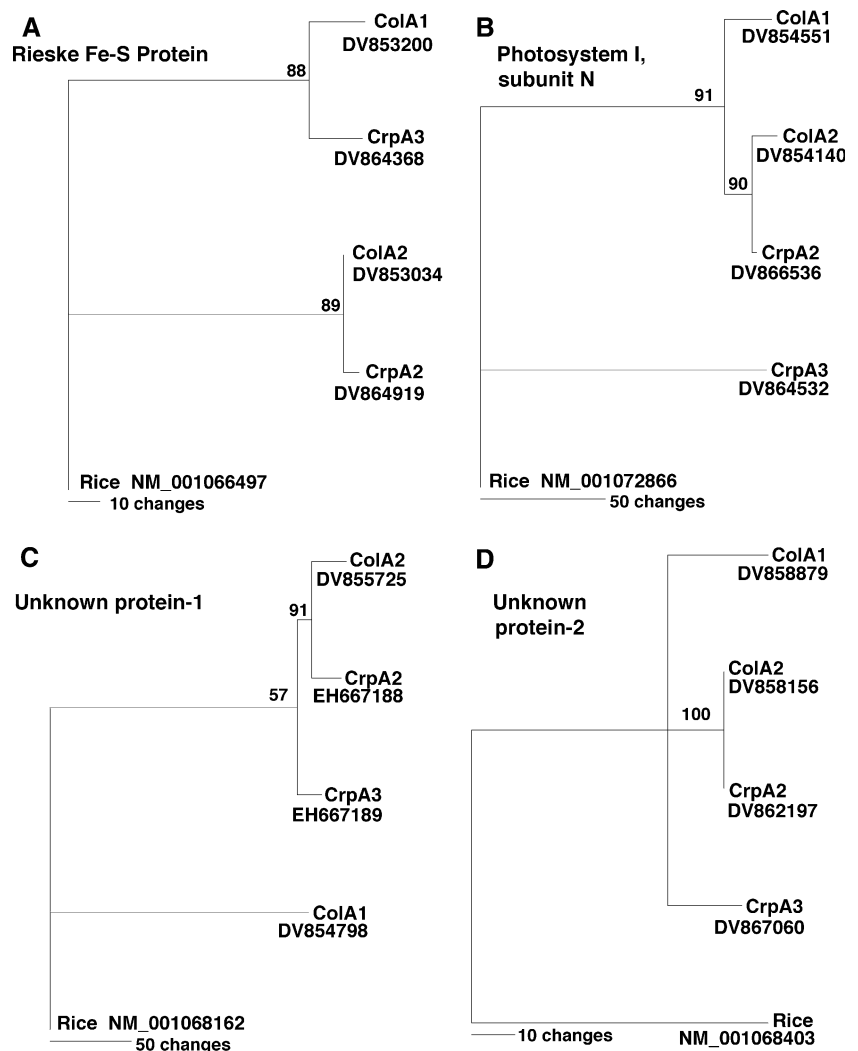 A
Rieske Fe-S Protein
88
ColA1
DV853200
CrpA3
DV864368
89
ColA2
DV853034
CrpA2
DV864919
Rice NM_001066497
10 changes
B
Photosystem I,
subunit N
91
ColA1
DV854551
90
ColA2
DV854140
CrpA2
DV866536
CrpA3
DV864532
Rice NM_001072866
50 changes
C
Unknown protein-1
57
91
ColA2
DV855725
CrpA2
EH667188
CrpA3
EH667189
ColA1
DV854798
Rice NM_001068162
50 changes
D
Unknown
protein-2
ColA1
DV858879
100
ColA2
DV858156
CrpA2
DV862197
CrpA3
DV867060
Rice
NM_001068403
10 changes